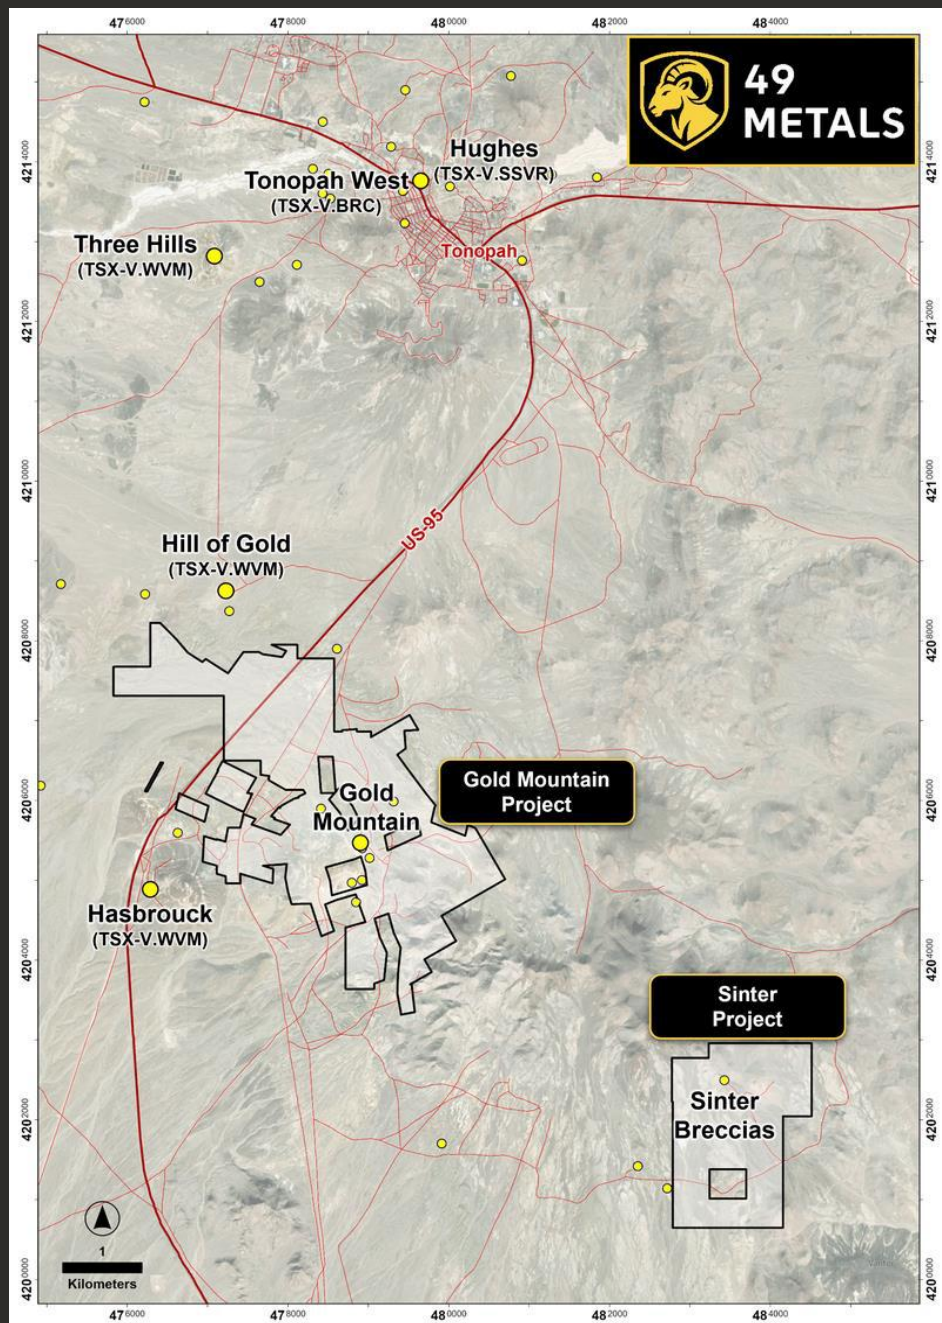 476000
478000
480000
482000
484000
49
METALS
Hughes
(TSX-V.SSVR)
Tonopah West
(TSX-V.BRC)
Three Hills
(TSX-V.WVM)
Tonopah
US-95
Hill of Gold
(TSX-V.WVM)
Gold Mountain
Project
Gold
Mountain
Hasbrouck
(TSX-V.WVM)
Sinter
Project
Sinter
Breccias
1
Kilometers
4214000
4212000
4210000
4208000
4206000
4204000
4202000
4200000
4214000
4212000
4210000
4208000
4206000
4204000
4202000
4200000
476000
478000
480000
482000
484000